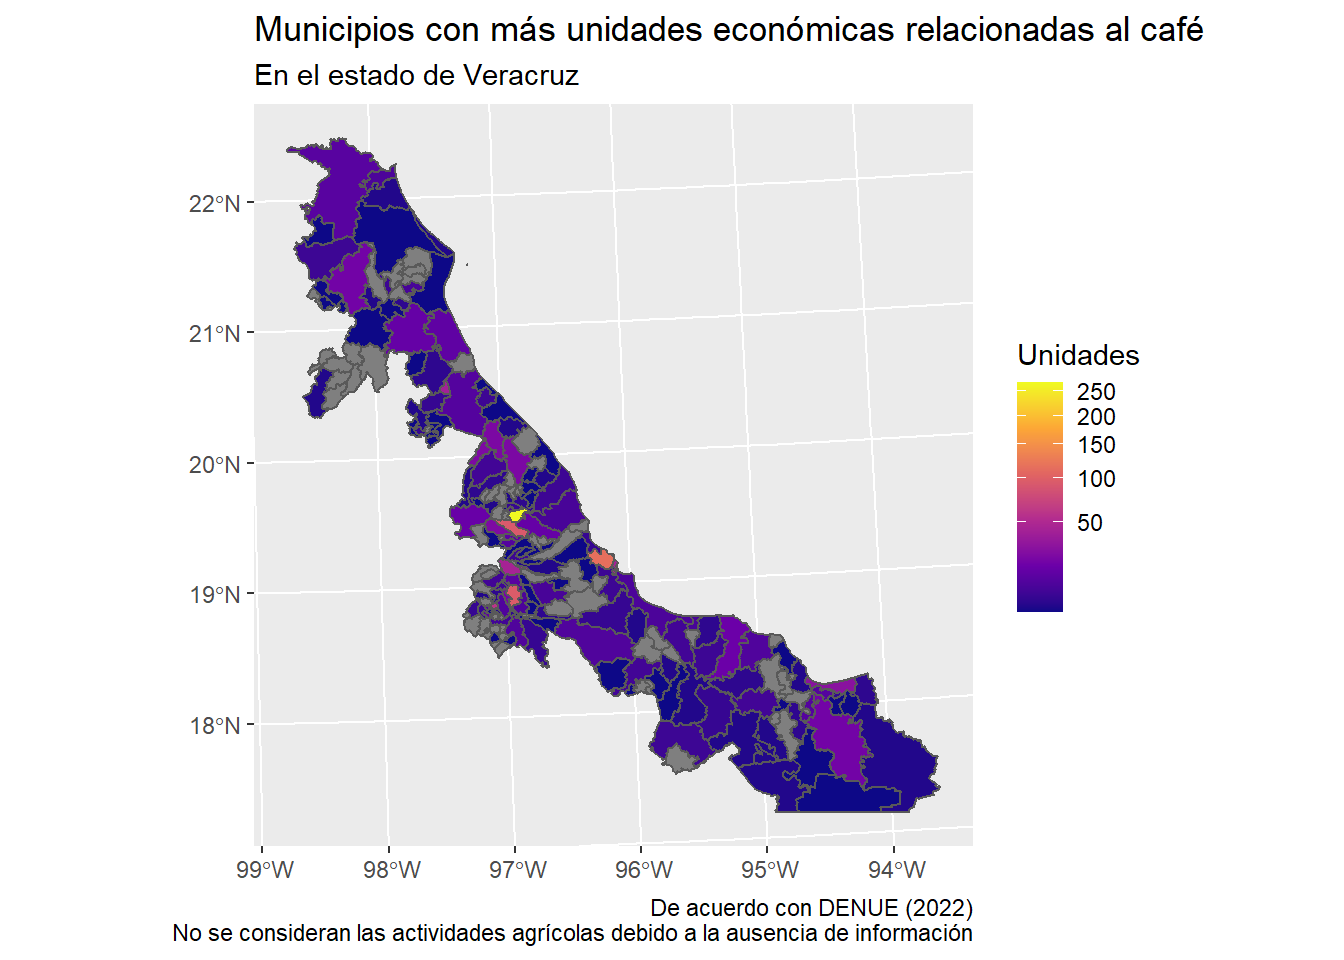 Municipios con más unidades económicas relacionadas al café
En el estado de Veracruz
22°N
21°N
20°N
19°N
18°N
99°W
98°W
97°W
96°W
95°W
94°W
Unidades
250
200
150
100
50
De acuerdo con DENUE (2022)
No se consideran las actividades agrícolas debido a la ausencia de información